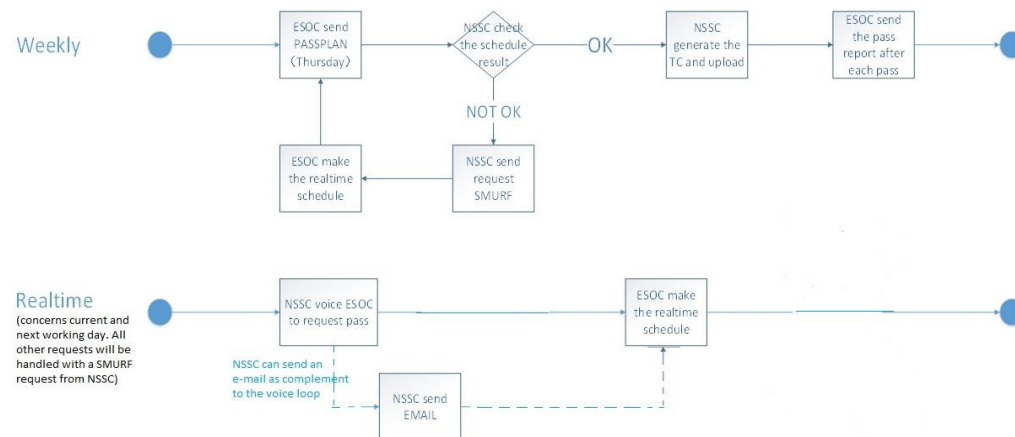 Weekly
ESOC send
PASSPLAN
(Thursday)
NSSC check
the schedule
result
OK
NSSC
generate the
TC and upload
ESOC send
the pass
report after
each pass
NOT OK
ESOC make
the realtime
schedule
NSSC send
request
SMURF
Realtime
(concerns current and
next working day. All
other requests will be
handled with a SMURF
request from NSSC)
NSSC voice ESOC
to request pass
ESOC make
the realtime
schedule
NSSC can send an
e-mail as complement
to the voice loop
NSSC send
EMAIL